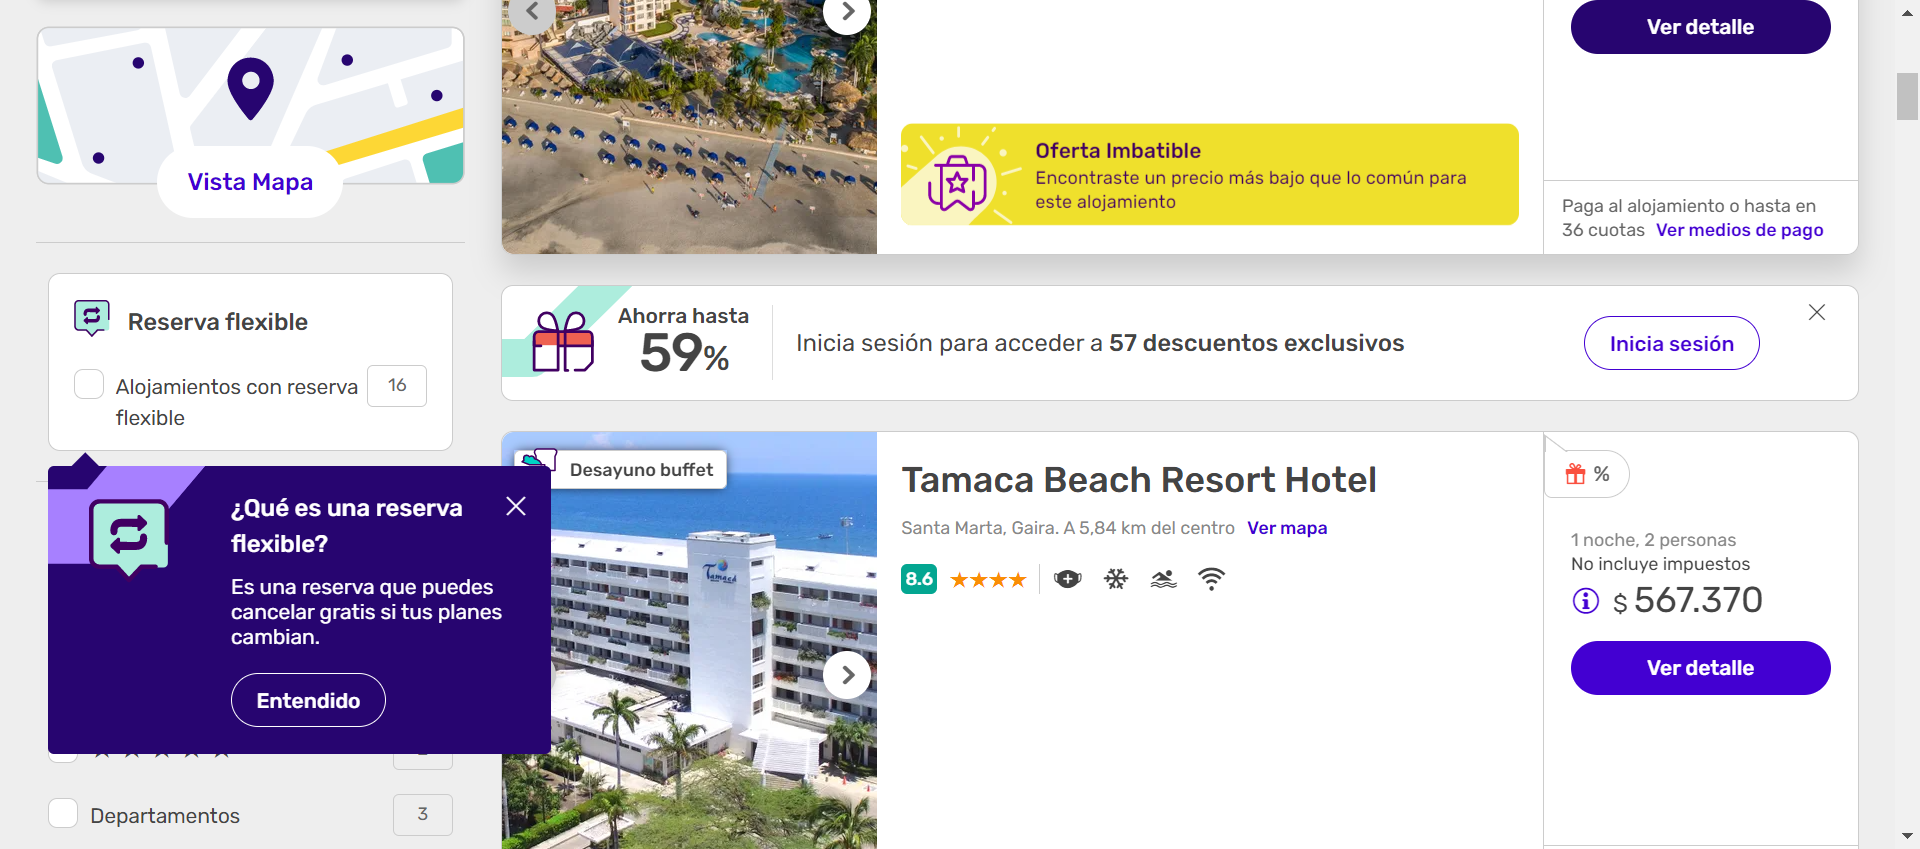 Vista Mapa
Reserva flexible
Alojamientos con reserva
flexible
16
¿Qué es una reserva
flexible?
Es una reserva que puedes
cancelar gratis si tus planes
cambian.
Entendido
Departamentos
3
Ver detalle
Oferta Imbatible
Encontraste un precio más bajo que lo común para
este alojamiento
Paga al alojamiento o hasta en
36 cuotas Ver medios de pago
Ahorra hasta
59%
Inicia sesión para acceder a 57 descuentos exclusivos
Inicia sesión
Desayuno buffet
Tamacá
Tamaca Beach Resort Hotel
Santa Marta, Gaira. A 5,84 km del centro Ver mapa
8.6
%
1 noche, 2 personas
No incluye impuestos
$ 567.370
Ver detalle